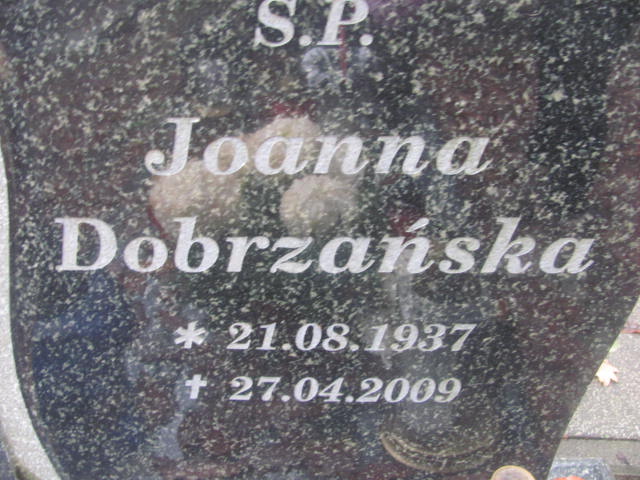 S.P.
Joanna
Dobrzańska
* 21.08.1937
✝ 27.04.2009